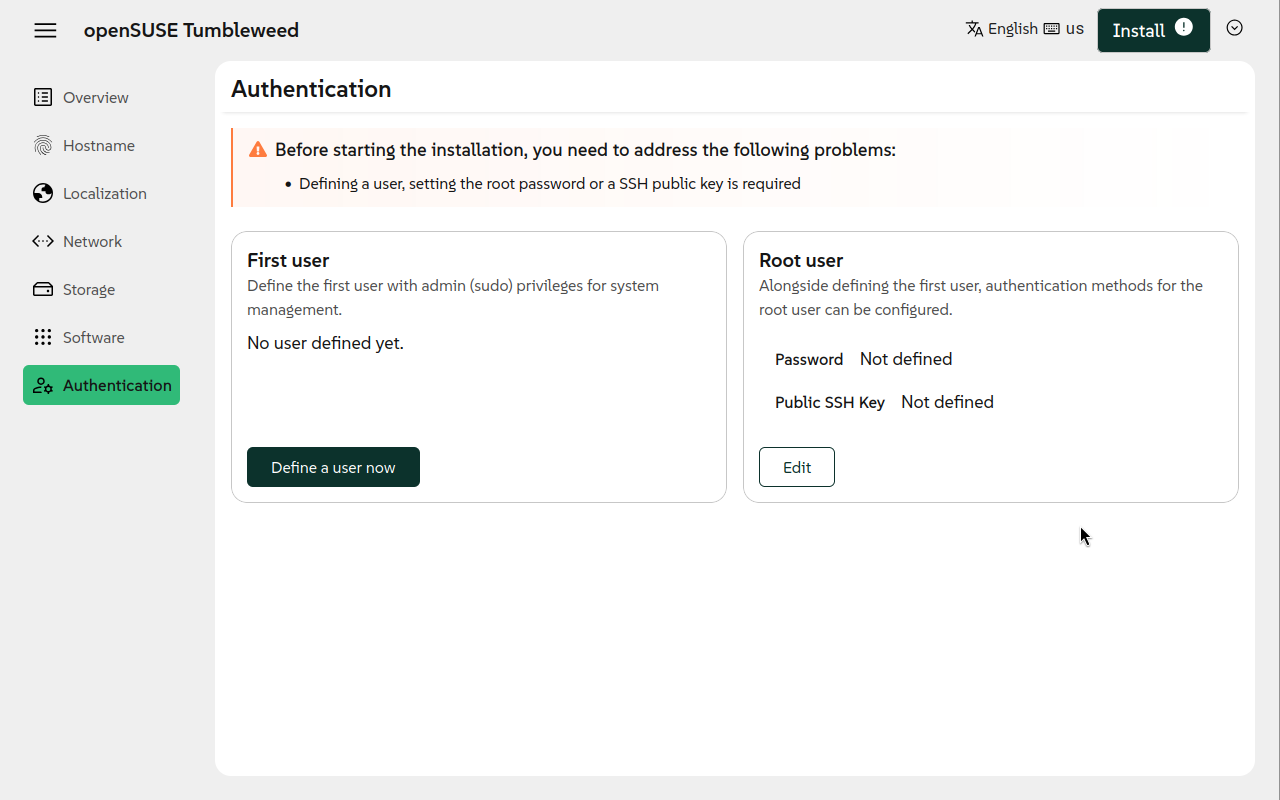 openSUSE Tumbleweed
English us
Install !
Overview
Hostname
Localization
Network
Storage
Software
Authentication
Authentication
Before starting the installation, you need to address the following problems:
• Defining a user, setting the root password or a SSH public key is required
First user
Define the first user with admin (sudo) privileges for system
management.
No user defined yet.
Define a user now
Root user
Alongside defining the first user, authentication methods for the
root user can be configured.
Password Not defined
Public SSH Key Not defined
Edit